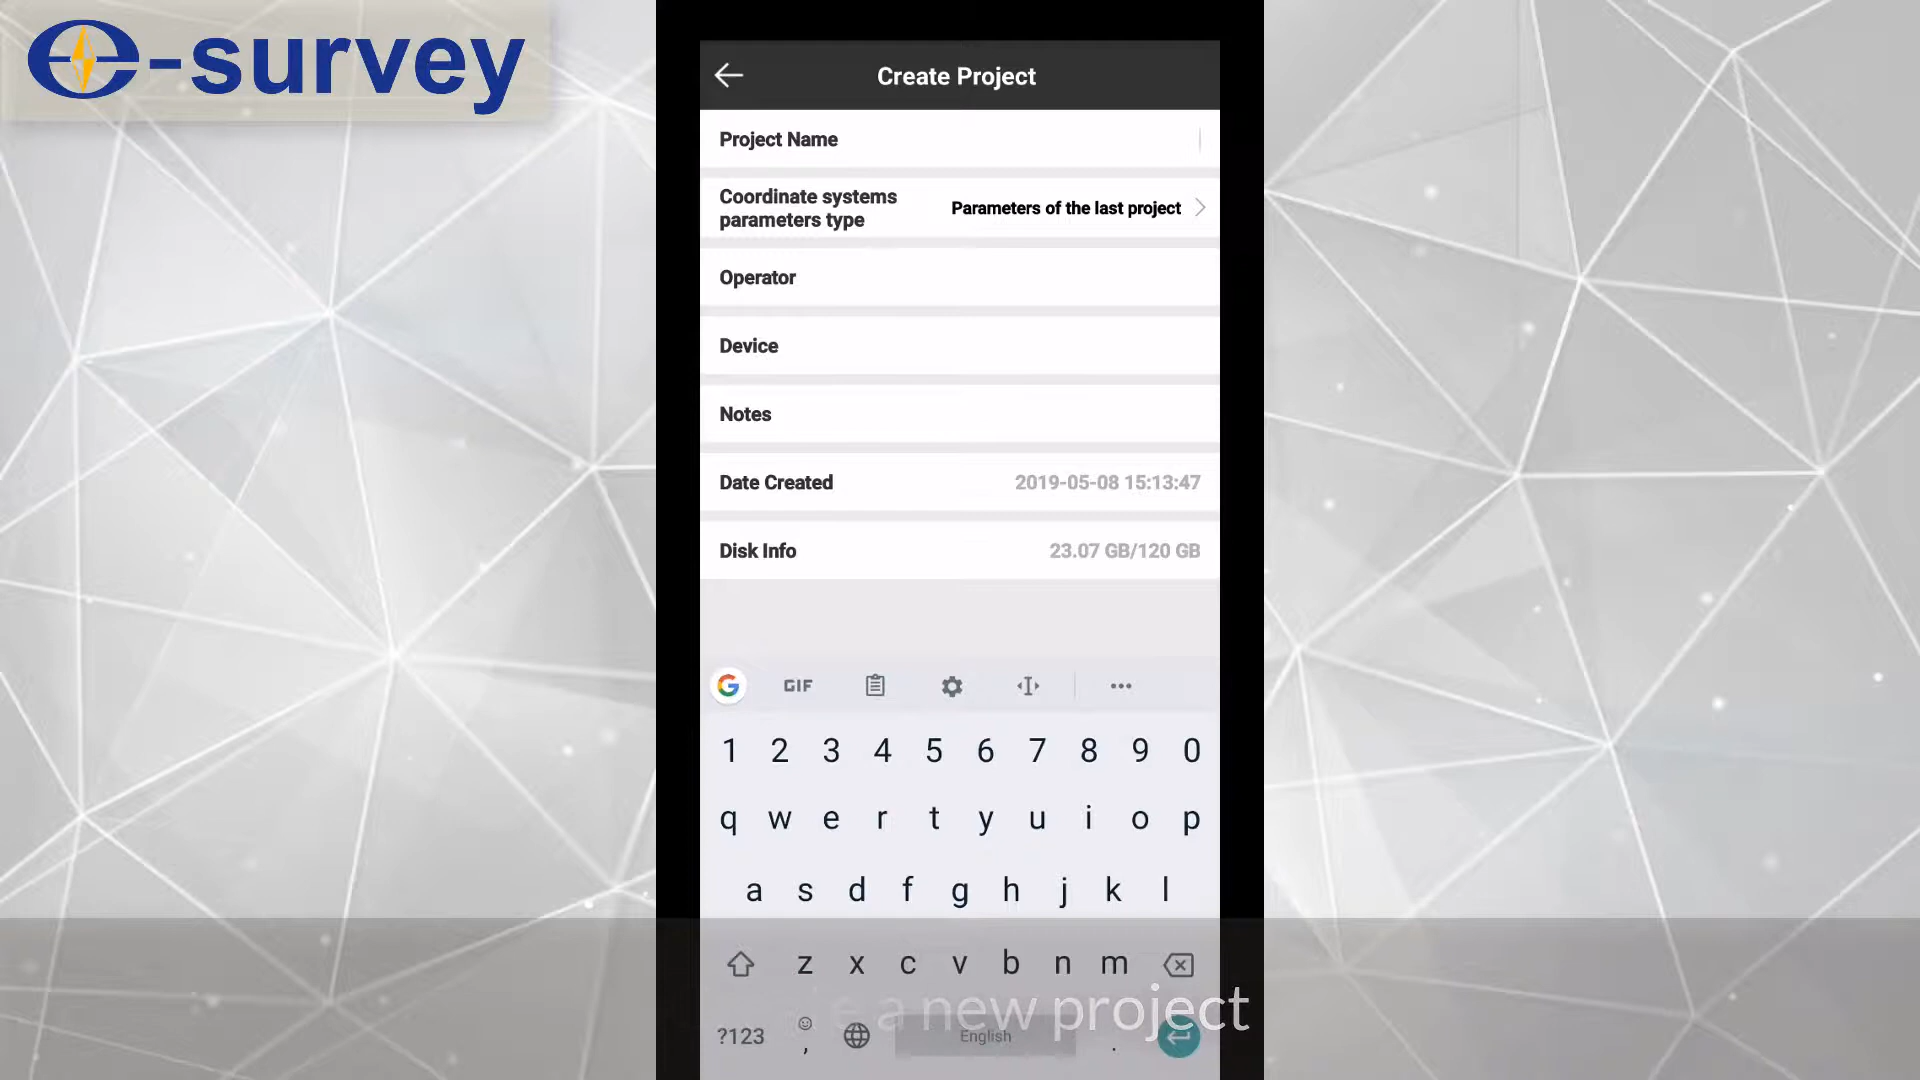 e-survey
Create Project
Project Name
Coordinate systems
parameters type
Parameters of the last project
Operator
Device
Notes
Date Created
2019-05-08 15:13:47
Disk Info
23.07 GB/120 GB
G GIF
1 2 3 4 5 6 7 8 9 0
q w e r t y u i o p
a s d f g h j k l
z x c v b n m
a new project
?123 , English .